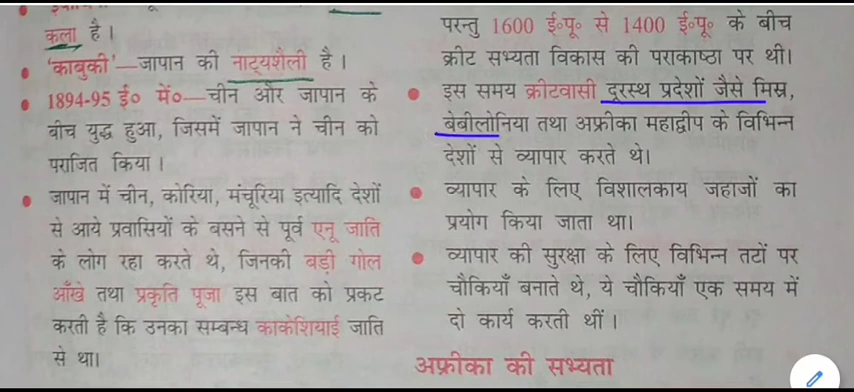 कला है।
'काबुकी'—जापान की नाट्यशैली है।
1894-95 ई० में०—चीन और जापान के
बीच युद्ध हुआ, जिसमें जापान ने चीन को
पराजित किया।
जापान में चीन, कोरिया, मंचूरिया इत्यादि देशों
से आये प्रवासियों के बसने से पूर्व एनू जाति
के लोग रहा करते थे, जिनकी बड़ी गोल
आँखे तथा प्रकृति पूजा इस बात को प्रकट
करती है कि उनका सम्बन्ध काकेशियाई जाति
से था।
परन्तु 1600 ई०पू० से 1400 ई०पू० के बीच
क्रीट सभ्यता विकास की पराकाष्ठा पर थी।
इस समय क्रीटवासी दूरस्थ प्रदेशों जैसे मिस्र,
बेबीलोनिया तथा अफ्रीका महाद्वीप के विभिन्न
देशों से व्यापार करते थे।
व्यापार के लिए विशालकाय जहाजों का
प्रयोग किया जाता था।
व्यापार की सुरक्षा के लिए विभिन्न तटों पर
चौकियाँ बनाते थे, ये चौकियाँ एक समय में
दो कार्य करती थीं।
अफ्रीका की सभ्यता